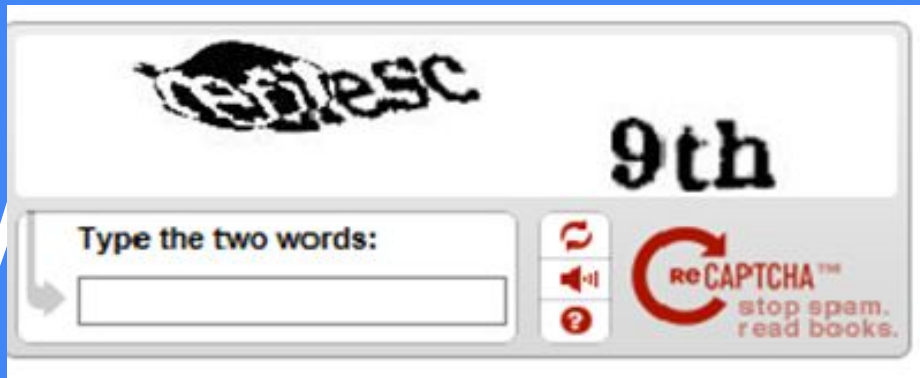 9th
Type the two words:
reCAPTCHA™
stop spam.
read books.